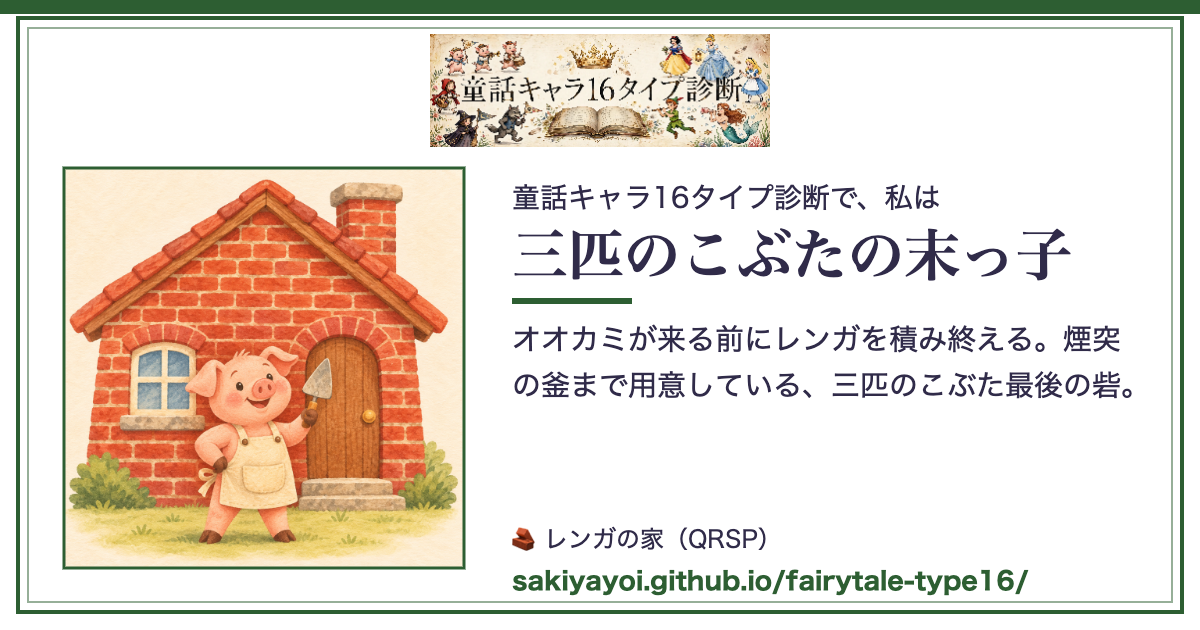 童話キャラ16タイプ診断
童話キャラ16タイプ診断で、私は
三匹のこぶたの末っ子
オオカミが来る前にレンガを積み終える。煙突
の釜まで用意している、三匹のこぶた最後の砦。
レンガの家（QRSP）
sakiyayoi.github.io/fairytale-type16/